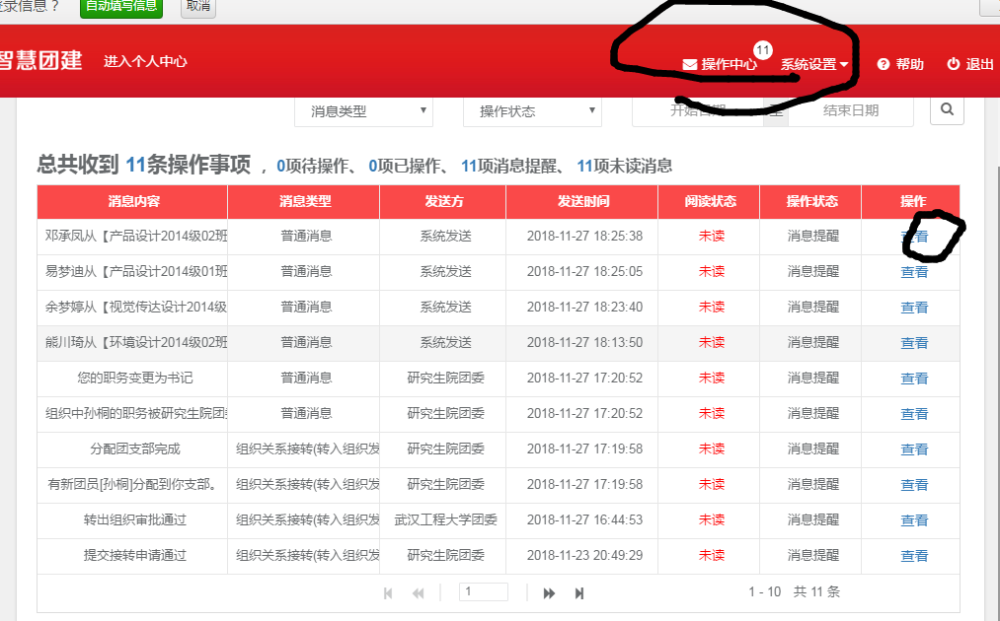 登录信息？ 自动填写信息 取消
智慧团建 进入个人中心 操作中心 11 系统设置 帮助 退出
消息类型 操作状态 开始日期 至 结束日期
总共收到 11条操作事项 ，0项待操作、 0项已操作、 11项消息提醒、 11项未读消息
消息内容 消息类型 发送方 发送时间 阅读状态 操作状态 操作
邓承凤从【产品设计2014级02班 普通消息 系统发送 2018-11-27 18:25:38 未读 消息提醒 查看
易梦迪从【产品设计2014级01班 普通消息 系统发送 2018-11-27 18:25:05 未读 消息提醒 查看
余梦婷从【视觉传达设计2014级 普通消息 系统发送 2018-11-27 18:23:40 未读 消息提醒 查看
熊川琦从【环境设计2014级02班 普通消息 系统发送 2018-11-27 18:13:50 未读 消息提醒 查看
您的职务变更为书记 普通消息 研究生院团委 2018-11-27 17:20:52 未读 消息提醒 查看
组织中孙桐的职务被研究生院团 普通消息 研究生院团委 2018-11-27 17:20:52 未读 消息提醒 查看
分配团支部完成 组织关系接转(转入组织发 研究生院团委 2018-11-27 17:19:58 未读 消息提醒 查看
有新团员[孙桐]分配到你支部。 组织关系接转(转入组织发 研究生院团委 2018-11-27 17:19:58 未读 消息提醒 查看
转出组织审批通过 组织关系接转(转入组织发 武汉工程大学团委 2018-11-27 16:44:53 未读 消息提醒 查看
提交接转申请通过 组织关系接转(转入组织发 研究生院团委 2018-11-23 20:49:29 未读 消息提醒 查看
1 1 - 10 共 11 条